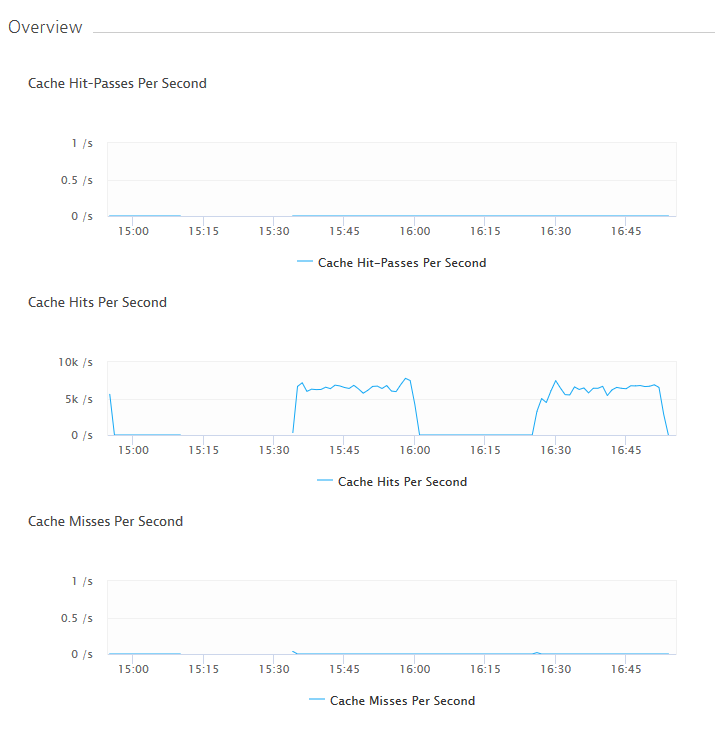 Overview
Cache Hit-Passes Per Second
1 /s
0.5 /s
0 /s
15:00 15:15 15:30 15:45 16:00 16:15 16:30 16:45
Cache Hit-Passes Per Second
Cache Hits Per Second
10k /s
5k /s
0 /s
15:00 15:15 15:30 15:45 16:00 16:15 16:30 16:45
Cache Hits Per Second
Cache Misses Per Second
1 /s
0.5 /s
0 /s
15:00 15:15 15:30 15:45 16:00 16:15 16:30 16:45
Cache Misses Per Second